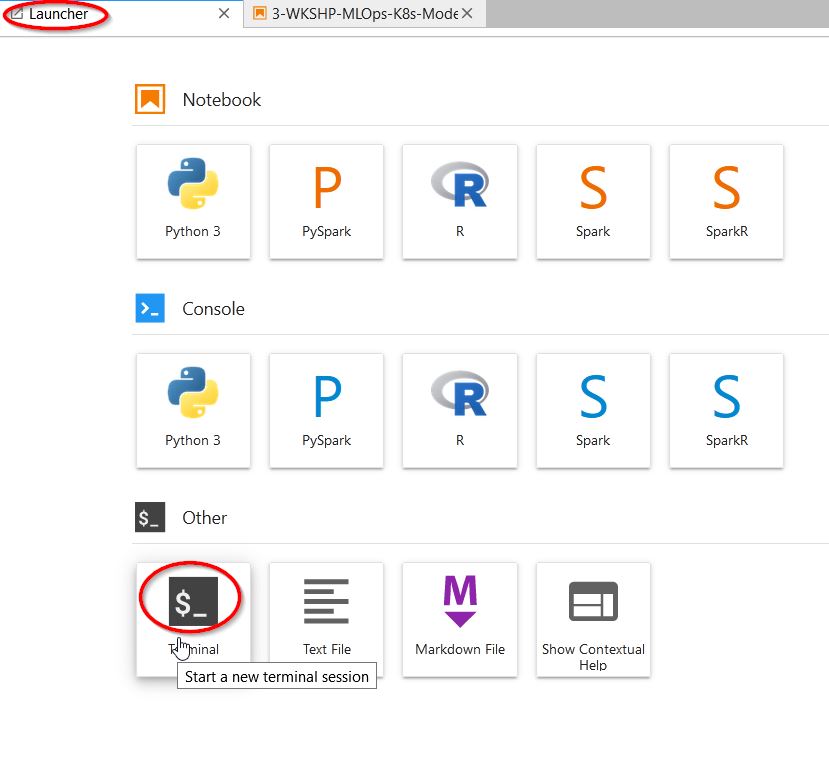 Launcher
3-WKSHP-MLOps-K8s-Mode
Notebook
P
R
S
S
Python 3
PySpark
R
Spark
SparkR
Console
P
R
S
S
Python 3
PySpark
R
Spark
SparkR
$_ Other
$_
M
Terminal
Text File
Markdown File
Show Contextual
Help
Start a new terminal session